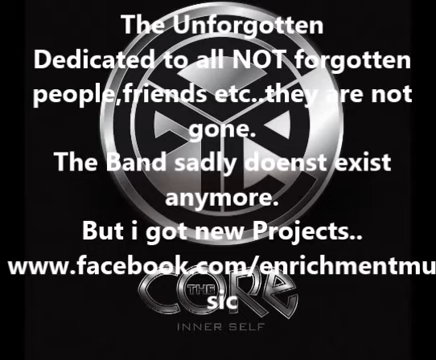 The Unforgotten
Dedicated to all NOT forgotten
people,friends etc..they are not
gone.
The Band sadly doenst exist
anymore.
But i got new Projects..
www.facebook.com/enrichmentmu
sic
THE
CORE
INNER SELF